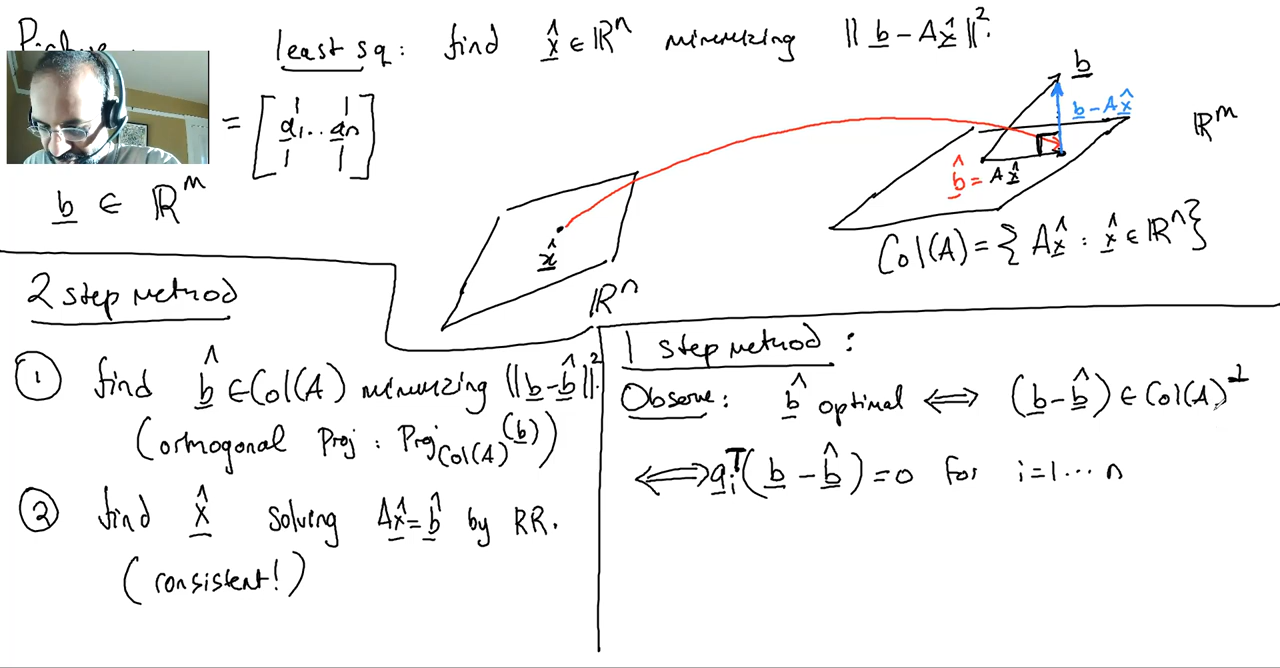 least sq: find x̂ ∈ ℝⁿ minimizing ‖b - Ax̂‖².
= [a₁ ... aₙ]
b ∈ ℝᵐ
b
b - Ax̂
ℝᵐ
b̂ = Ax̂
Col(A) = { Ax̂ : x̂ ∈ ℝⁿ }
x̂
ℝⁿ
2 step method
① find b̂ ∈ Col(A) minimizing ‖b - b̂‖².
(orthogonal Proj : Proj_Col(A) (b))
② find x̂ solving Ax̂ = b̂ by RR.
(consistent!)
1 step method :
Observe: b̂ optimal ⟺ (b - b̂) ∈ Col(A)^⊥
⟺ aᵢᵀ(b - b̂) = 0 for i=1 ... n